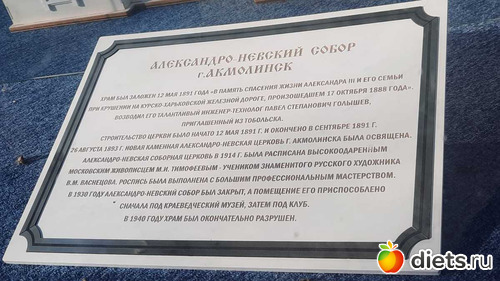 АЛЕКСАНДРО-НЕВСКИЙ СОБОР
г.АКМОЛИНСК
ХРАМ БЫЛ ЗАЛОЖЕН 12 МАЯ 1891 ГОДА «В ПАМЯТЬ СПАСЕНИЯ ЖИЗНИ АЛЕКСАНДРА III И ЕГО СЕМЬИ
ПРИ КРУШЕНИИ НА КУРСКО-ХАРЬКОВСКОЙ ЖЕЛЕЗНОЙ ДОРОГЕ, ПРОИЗОШЕДШЕМ 17 ОКТЯБРЯ 1888 ГОДА».
ВОЗВОДИЛ ЕГО ТАЛАНТЛИВЫЙ ИНЖЕНЕР-ТЕХНОЛОГ ПАВЕЛ СТЕПАНОВИЧ ГОЛЫШЕВ,
ПРИГЛАШЕННЫЙ ИЗ ТОБОЛЬСКА.
СТРОИТЕЛЬСТВО ЦЕРКВИ БЫЛО НАЧАТО 12 МАЯ 1891 Г. И ОКОНЧЕНО В СЕНТЯБРЕ 1891 Г.
26 АВГУСТА 1893 Г. НОВАЯ КАМЕННАЯ АЛЕКСАНДРО-НЕВСКАЯ ЦЕРКОВЬ Г. АКМОЛИНСКА БЫЛА ОСВЯЩЕНА.
АЛЕКСАНДРО-НЕВСКАЯ СОБОРНАЯ ЦЕРКОВЬ В 1914 Г. БЫЛА РАСПИСАНА ВЫСОКООДАРЕННЫМ
МОСКОВСКИМ ЖИВОПИСЦЕМ М.И. ТИМОФЕЕВЫМ - УЧЕНИКОМ ЗНАМЕНИТОГО РУССКОГО ХУДОЖНИКА
В.М. ВАСНЕЦОВА. РОСПИСЬ БЫЛА ВЫПОЛНЕНА С БОЛЬШИМ ПРОФЕССИОНАЛЬНЫМ МАСТЕРСТВОМ.
В 1930 ГОДУ АЛЕКСАНДРО-НЕВСКИЙ СОБОР БЫЛ ЗАКРЫТ, А ПОМЕЩЕНИЕ ЕГО ПРИСПОСОБЛЕНО
СНАЧАЛА ПОД КРАЕВЕДЧЕСКИЙ МУЗЕЙ, ЗАТЕМ ПОД КЛУБ.
В 1940 ГОДУ ХРАМ БЫЛ ОКОНЧАТЕЛЬНО РАЗРУШЕН.
diets.ru